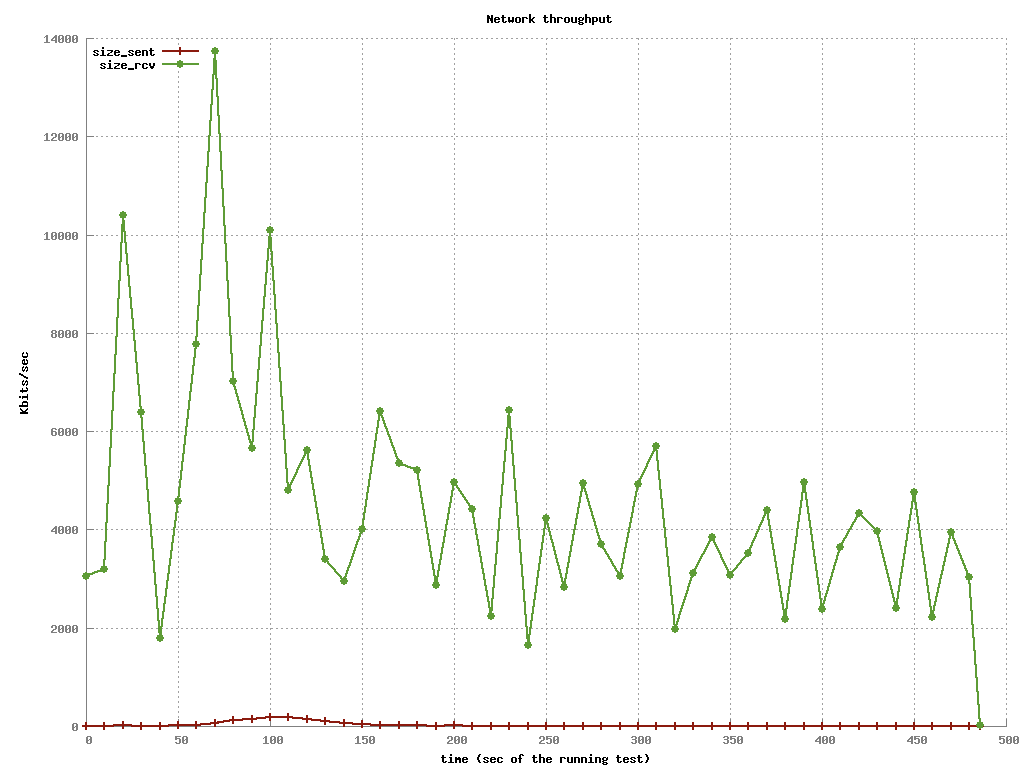 Network throughput
size_sent
size_rcv
14000
12000
10000
8000
6000
4000
2000
0
Kbits/sec
0 50 100 150 200 250 300 350 400 450 500
time (sec of the running test)